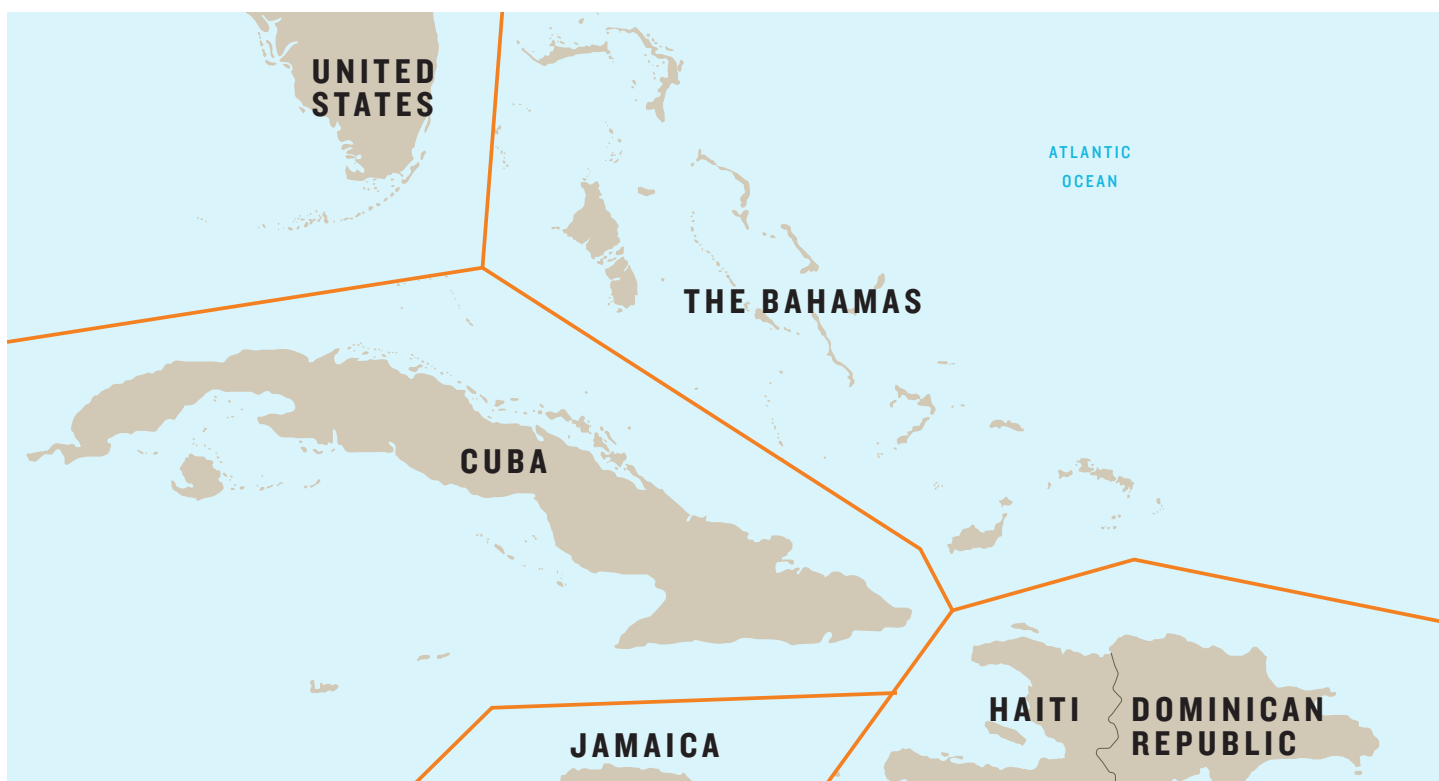 UNITED
STATES
ATLANTIC
OCEAN
THE BAHAMAS
CUBA
HAITI
DOMINICAN
REPUBLIC
JAMAICA